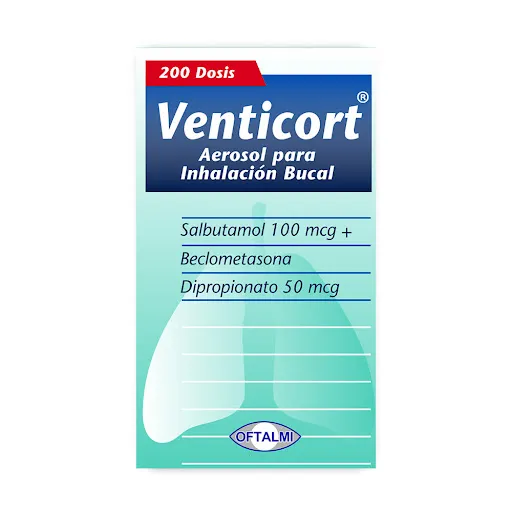 200 Dosis
Venticort®
Aerosol para
Inhalación Bucal
Salbutamol 100 mcg +
Beclometasona
Dipropionato 50 mcg
OFTALMI